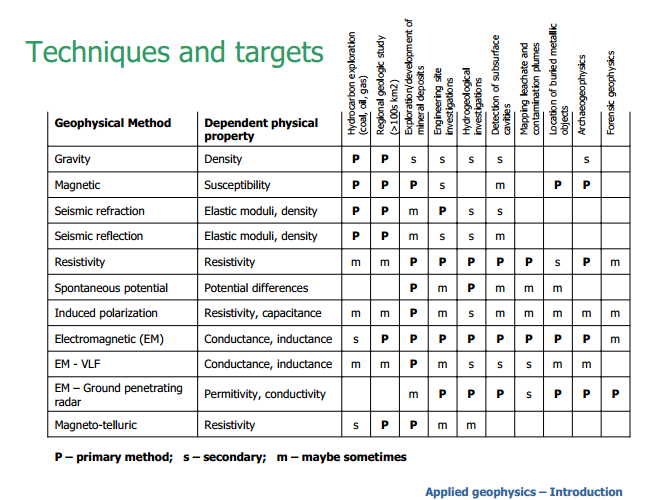 Techniques and targets
Hydrocarbon exploration
(coal, oil, gas)
Regional geologic study
(>100s km2)
Exploration/development of
mineral deposits
Engineering site
investigations
Hydrogeological
investigations
Detection of subsurface
cavities
Mapping leachate and
contamination plumes
Location of buried metallic
objects
Archaeogeophysics
Forensic geophysics
Geophysical Method Dependent physical
property
Gravity Density P P s s s s s
Magnetic Susceptibility P P P s m P P
Seismic refraction Elastic moduli, density P P m P s s
Seismic reflection Elastic moduli, density P P m s s m
Resistivity Resistivity m m P P P P P s P m
Spontaneous potential Potential differences P m P m m m
Induced polarization Resistivity, capacitance m m P m s m m m m m
Electromagnetic (EM) Conductance, inductance s P P P P P P P P m
EM - VLF Conductance, inductance m m P m s s s m m
EM – Ground penetrating
radar Permitivity, conductivity m P P P s P P P
Magneto-telluric Resistivity s P P m m
P – primary method; s – secondary; m – maybe sometimes
Applied geophysics – Introduction